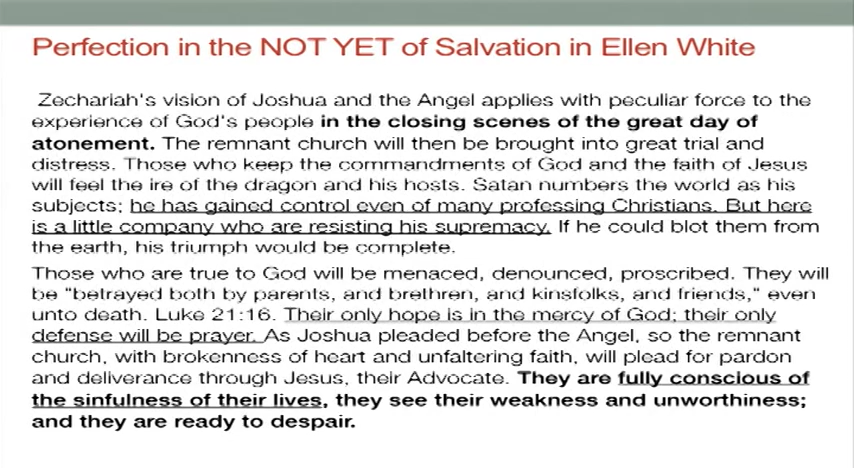 Perfection in the NOT YET of Salvation in Ellen White
Zechariah's vision of Joshua and the Angel applies with peculiar force to the
experience of God's people in the closing scenes of the great day of
atonement. The remnant church will then be brought into great trial and
distress. Those who keep the commandments of God and the faith of Jesus
will feel the ire of the dragon and his hosts. Satan numbers the world as his
subjects; he has gained control even of many professing Christians. But here
is a little company who are resisting his supremacy. If he could blot them from
the earth, his triumph would be complete.
Those who are true to God will be menaced, denounced, proscribed. They will
be "betrayed both by parents, and brethren, and kinsfolks, and friends," even
unto death. Luke 21:16. Their only hope is in the mercy of God; their only
defense will be prayer. As Joshua pleaded before the Angel, so the remnant
church, with brokenness of heart and unfaltering faith, will plead for pardon
and deliverance through Jesus, their Advocate. They are fully conscious of
the sinfulness of their lives, they see their weakness and unworthiness;
and they are ready to despair.